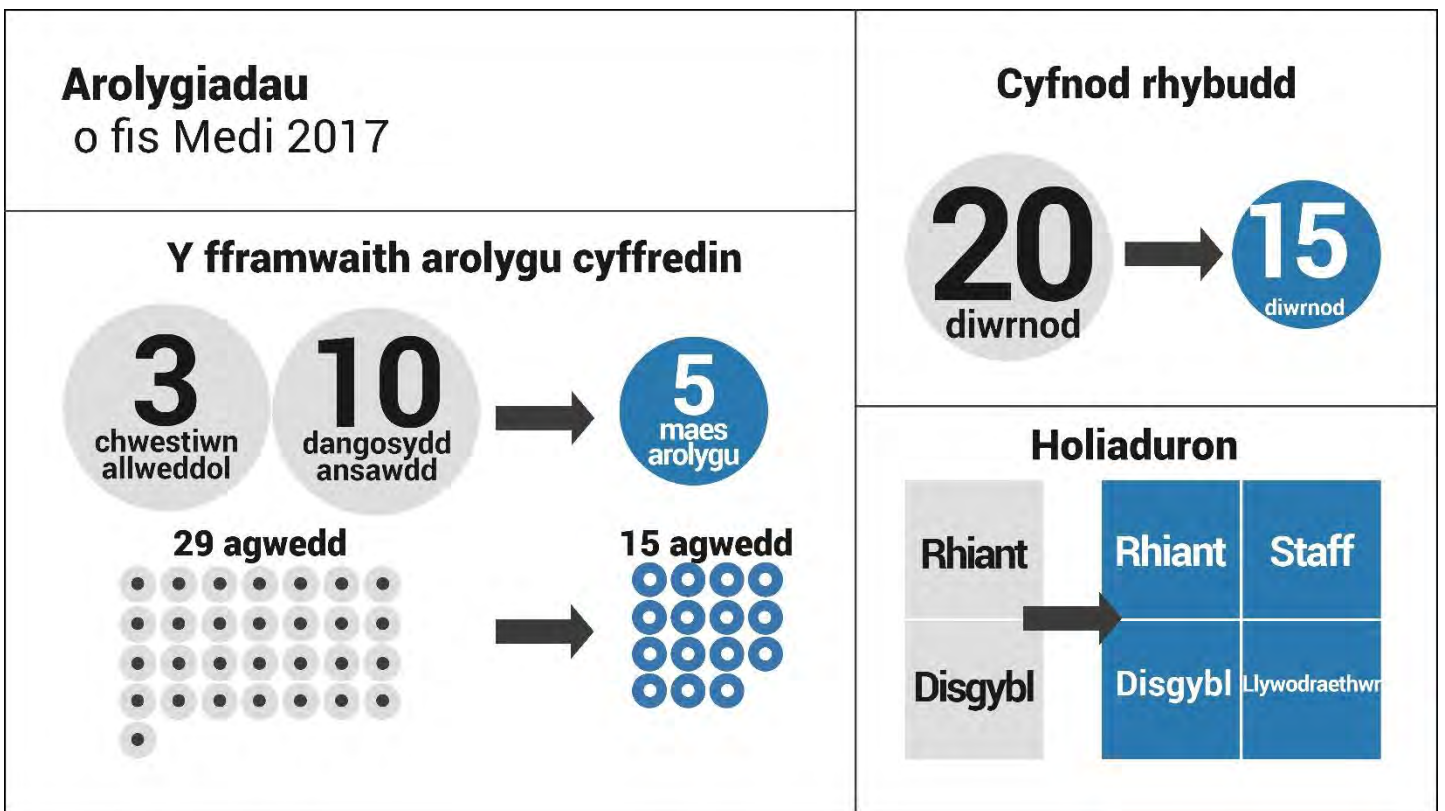 Arolygiadau
o fis Medi 2017
Y fframwaith arolygu cyffredin
3
chwestiwn
allweddol
10
dangosydd
ansawdd
5
maes
arolygu
29 agwedd
15 agwedd
Cyfnod rhybudd
20
diwrnod
15
diwrnod
Holiaduron
Rhiant
Disgybl
Rhiant
Staff
Disgybl
Llywodraethwr